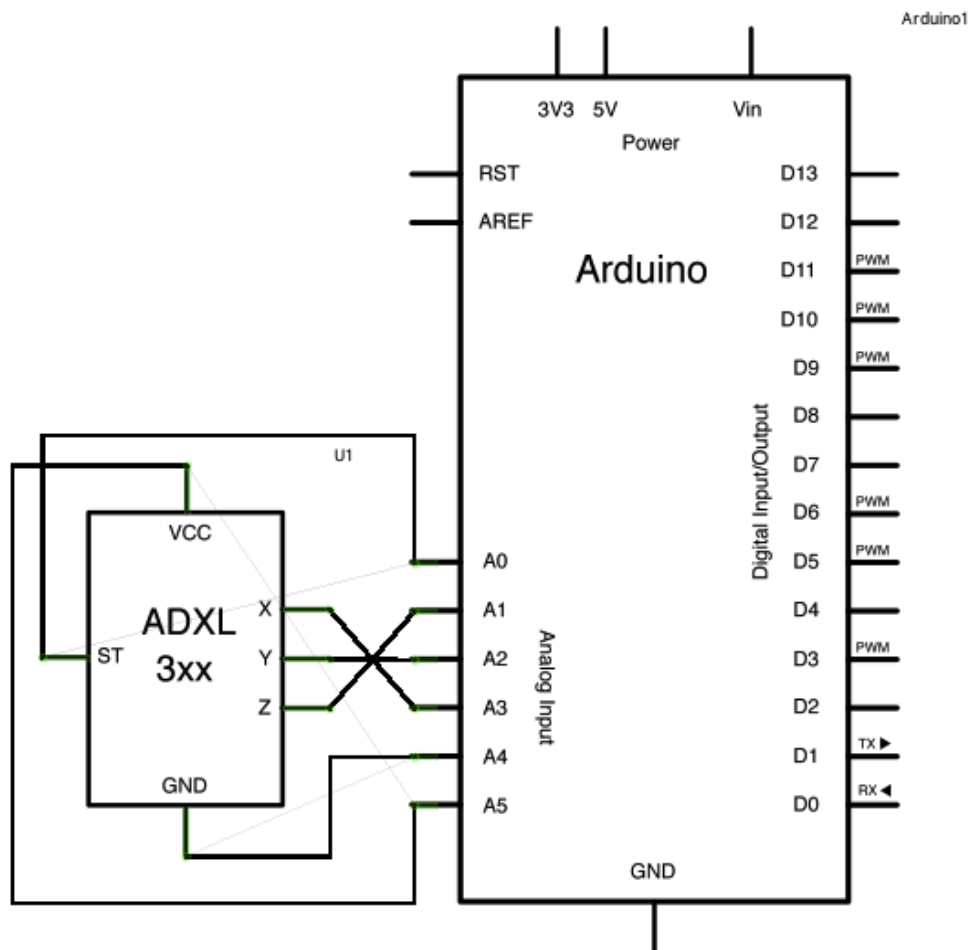 Arduino1
3V3 5V Vin
Power
RST
AREF
Arduino
D13
D12
D11 PWM
D10 PWM
D9 PWM
D8
D7
D6 PWM
D5 PWM
D4
D3 PWM
D2
D1 TX ▶
D0 RX ◀
Digital Input/Output
U1
VCC
ADXL
3xx
ST
X
Y
Z
GND
A0
A1
A2
A3
A4
A5
Analog Input
GND